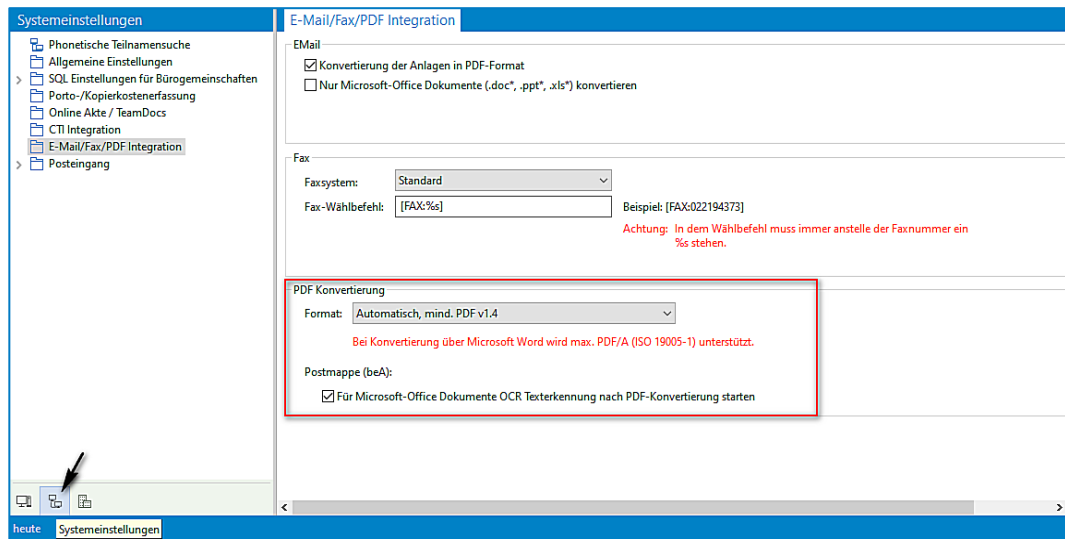 Systemeinstellungen
Phonetische Teilnamensuche
Allgemeine Einstellungen
SQL Einstellungen für Bürogemeinschaften
Porto-/Kopierkostenerfassung
Online Akte / TeamDocs
CTI Integration
E-Mail/Fax/PDF Integration
Posteingang
E-Mail/Fax/PDF Integration
EMail
Konvertierung der Anlagen in PDF-Format
Nur Microsoft-Office Dokumente (.doc*, .ppt*, .xls*) konvertieren
Fax
Faxsystem: Standard
Fax-Wählbefehl: [FAX:%s] Beispiel: [FAX:022194373]
Achtung: In dem Wählbefehl muss immer anstelle der Faxnummer ein
%s stehen.
PDF Konvertierung
Format: Automatisch, mind. PDF v1.4
Bei Konvertierung über Microsoft Word wird max. PDF/A (ISO 19005-1) unterstützt.
Postmappe (beA):
Für Microsoft-Office Dokumente OCR Texterkennung nach PDF-Konvertierung starten
heute Systemeinstellungen